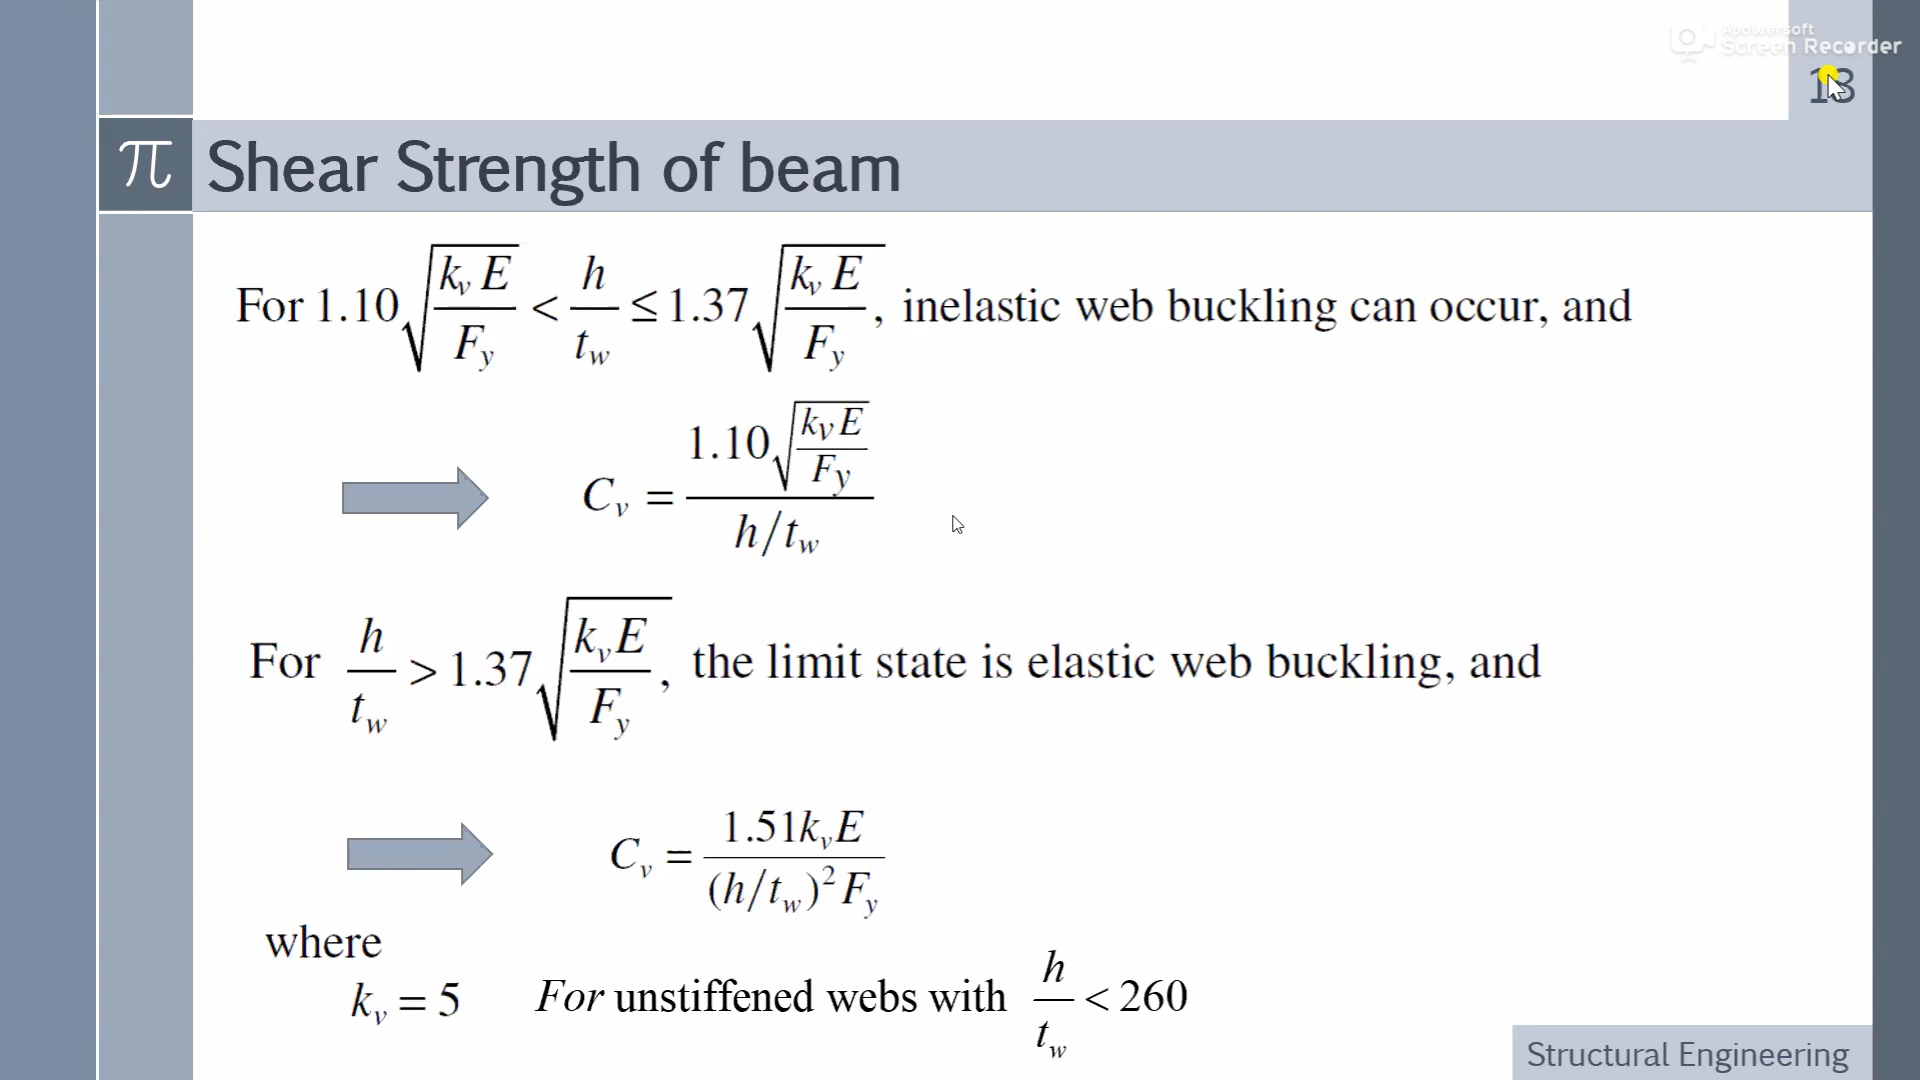 Apowersoft
Screen Recorder
13
π Shear Strength of beam
For 1.10√(k_v E / F_y) < h / t_w ≤ 1.37√(k_v E / F_y), inelastic web buckling can occur, and
C_v = 1.10√(k_v E / F_y) / (h/t_w)
For h / t_w > 1.37√(k_v E / F_y), the limit state is elastic web buckling, and
C_v = 1.51k_v E / ((h/t_w)² F_y)
where
k_v = 5 For unstiffened webs with h / t_w < 260
Structural Engineering